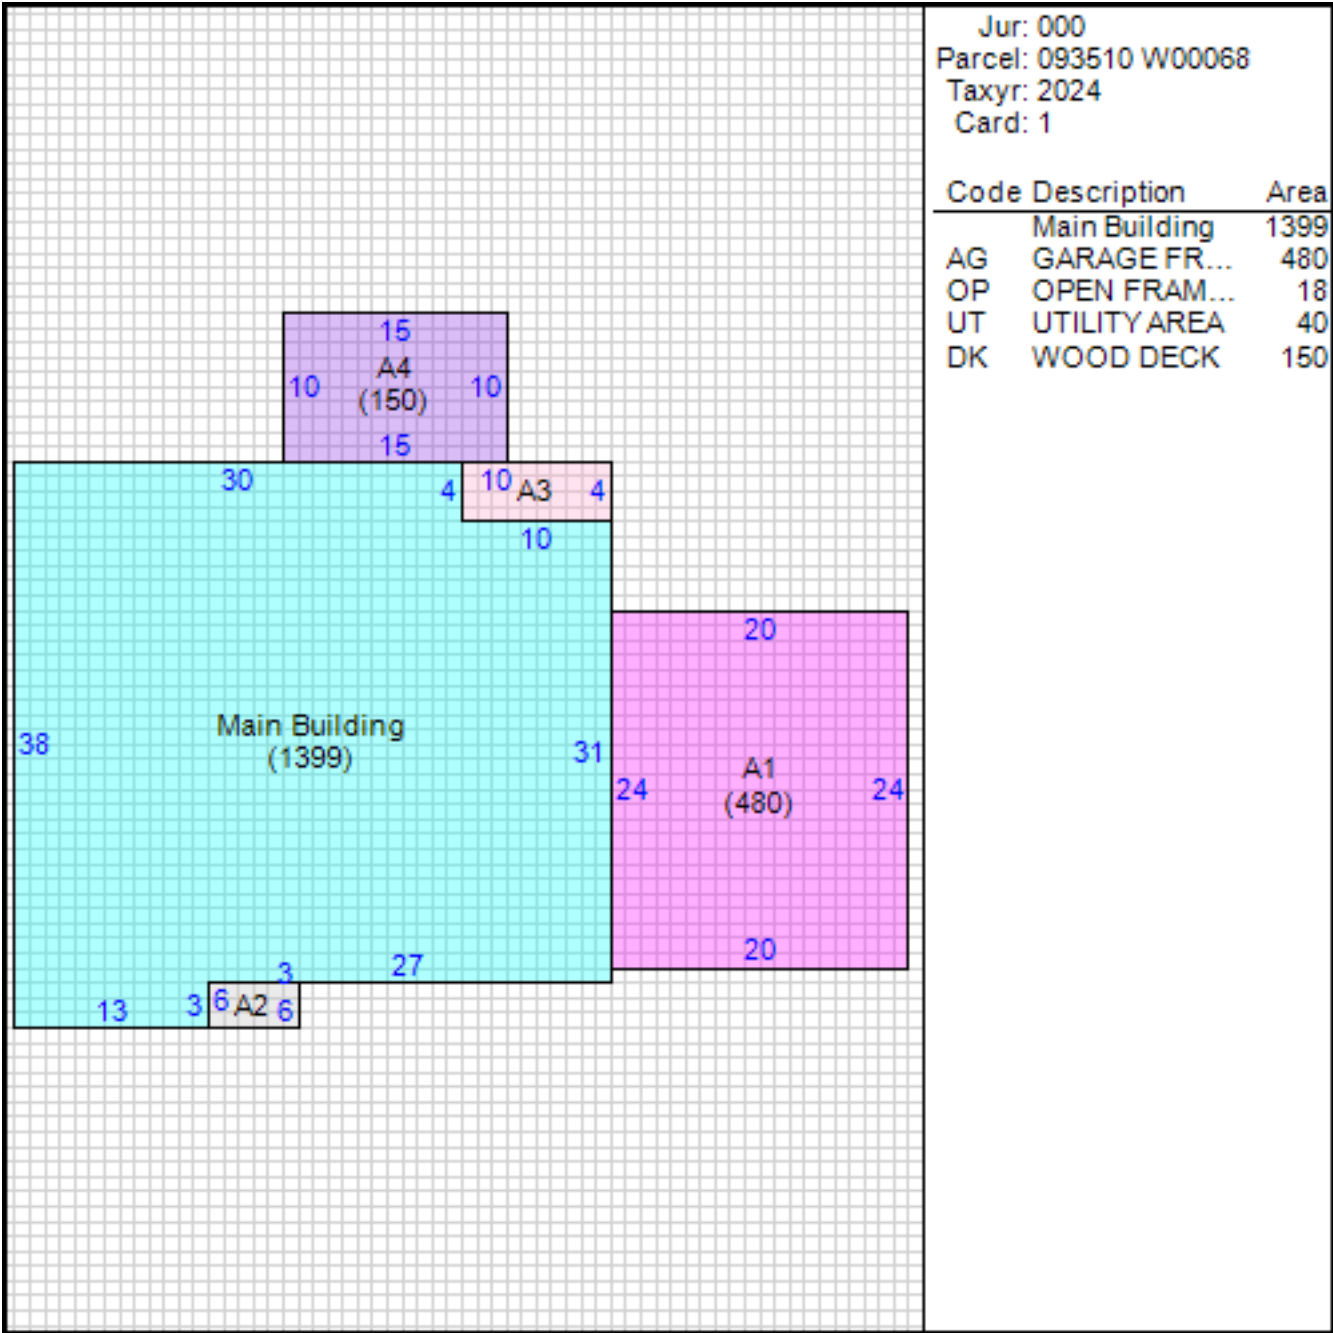 Jur: 000
Parcel: 093510 W00068
Taxyr: 2024
Card: 1
Code Description Area
Main Building 1399
AG GARAGE FR... 480
OP OPEN FRAM... 18
UT UTILITY AREA 40
DK WOOD DECK 150
15
A4
10 10
(150)
15
30 4 10 A3 4
10
20
Main Building
38 (1399) 31
A1
24 (480) 24
20
27
3
13 3 6 A2 6